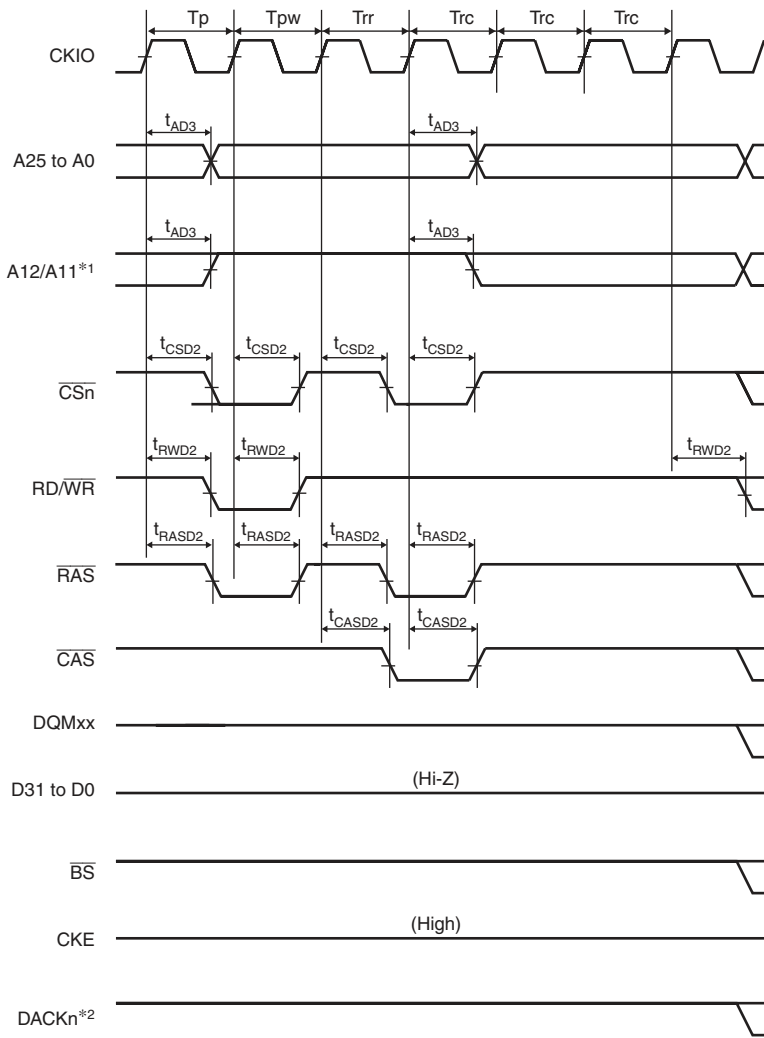 Tp Tpw Trr Trc Trc Trc
CKIO
tAD3 tAD3
A25 to A0
tAD3 tAD3
A12/A11*1
tCSD2 tCSD2 tCSD2 tCSD2
CSn
tRWD2 tRWD2 tRWD2
RD/WR
tRASD2 tRASD2 tRASD2 tRASD2
RAS
tCASD2 tCASD2
CAS
DQMxx
(Hi-Z)
D31 to D0
BS
(High)
CKE
DACKn*2